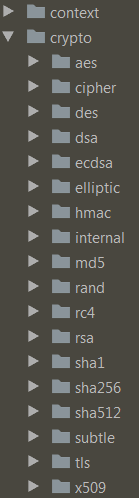 context
crypto
aes
cipher
des
dsa
ecdsa
elliptic
hmac
internal
md5
rand
rc4
rsa
sha1
sha256
sha512
subtle
tls
x509